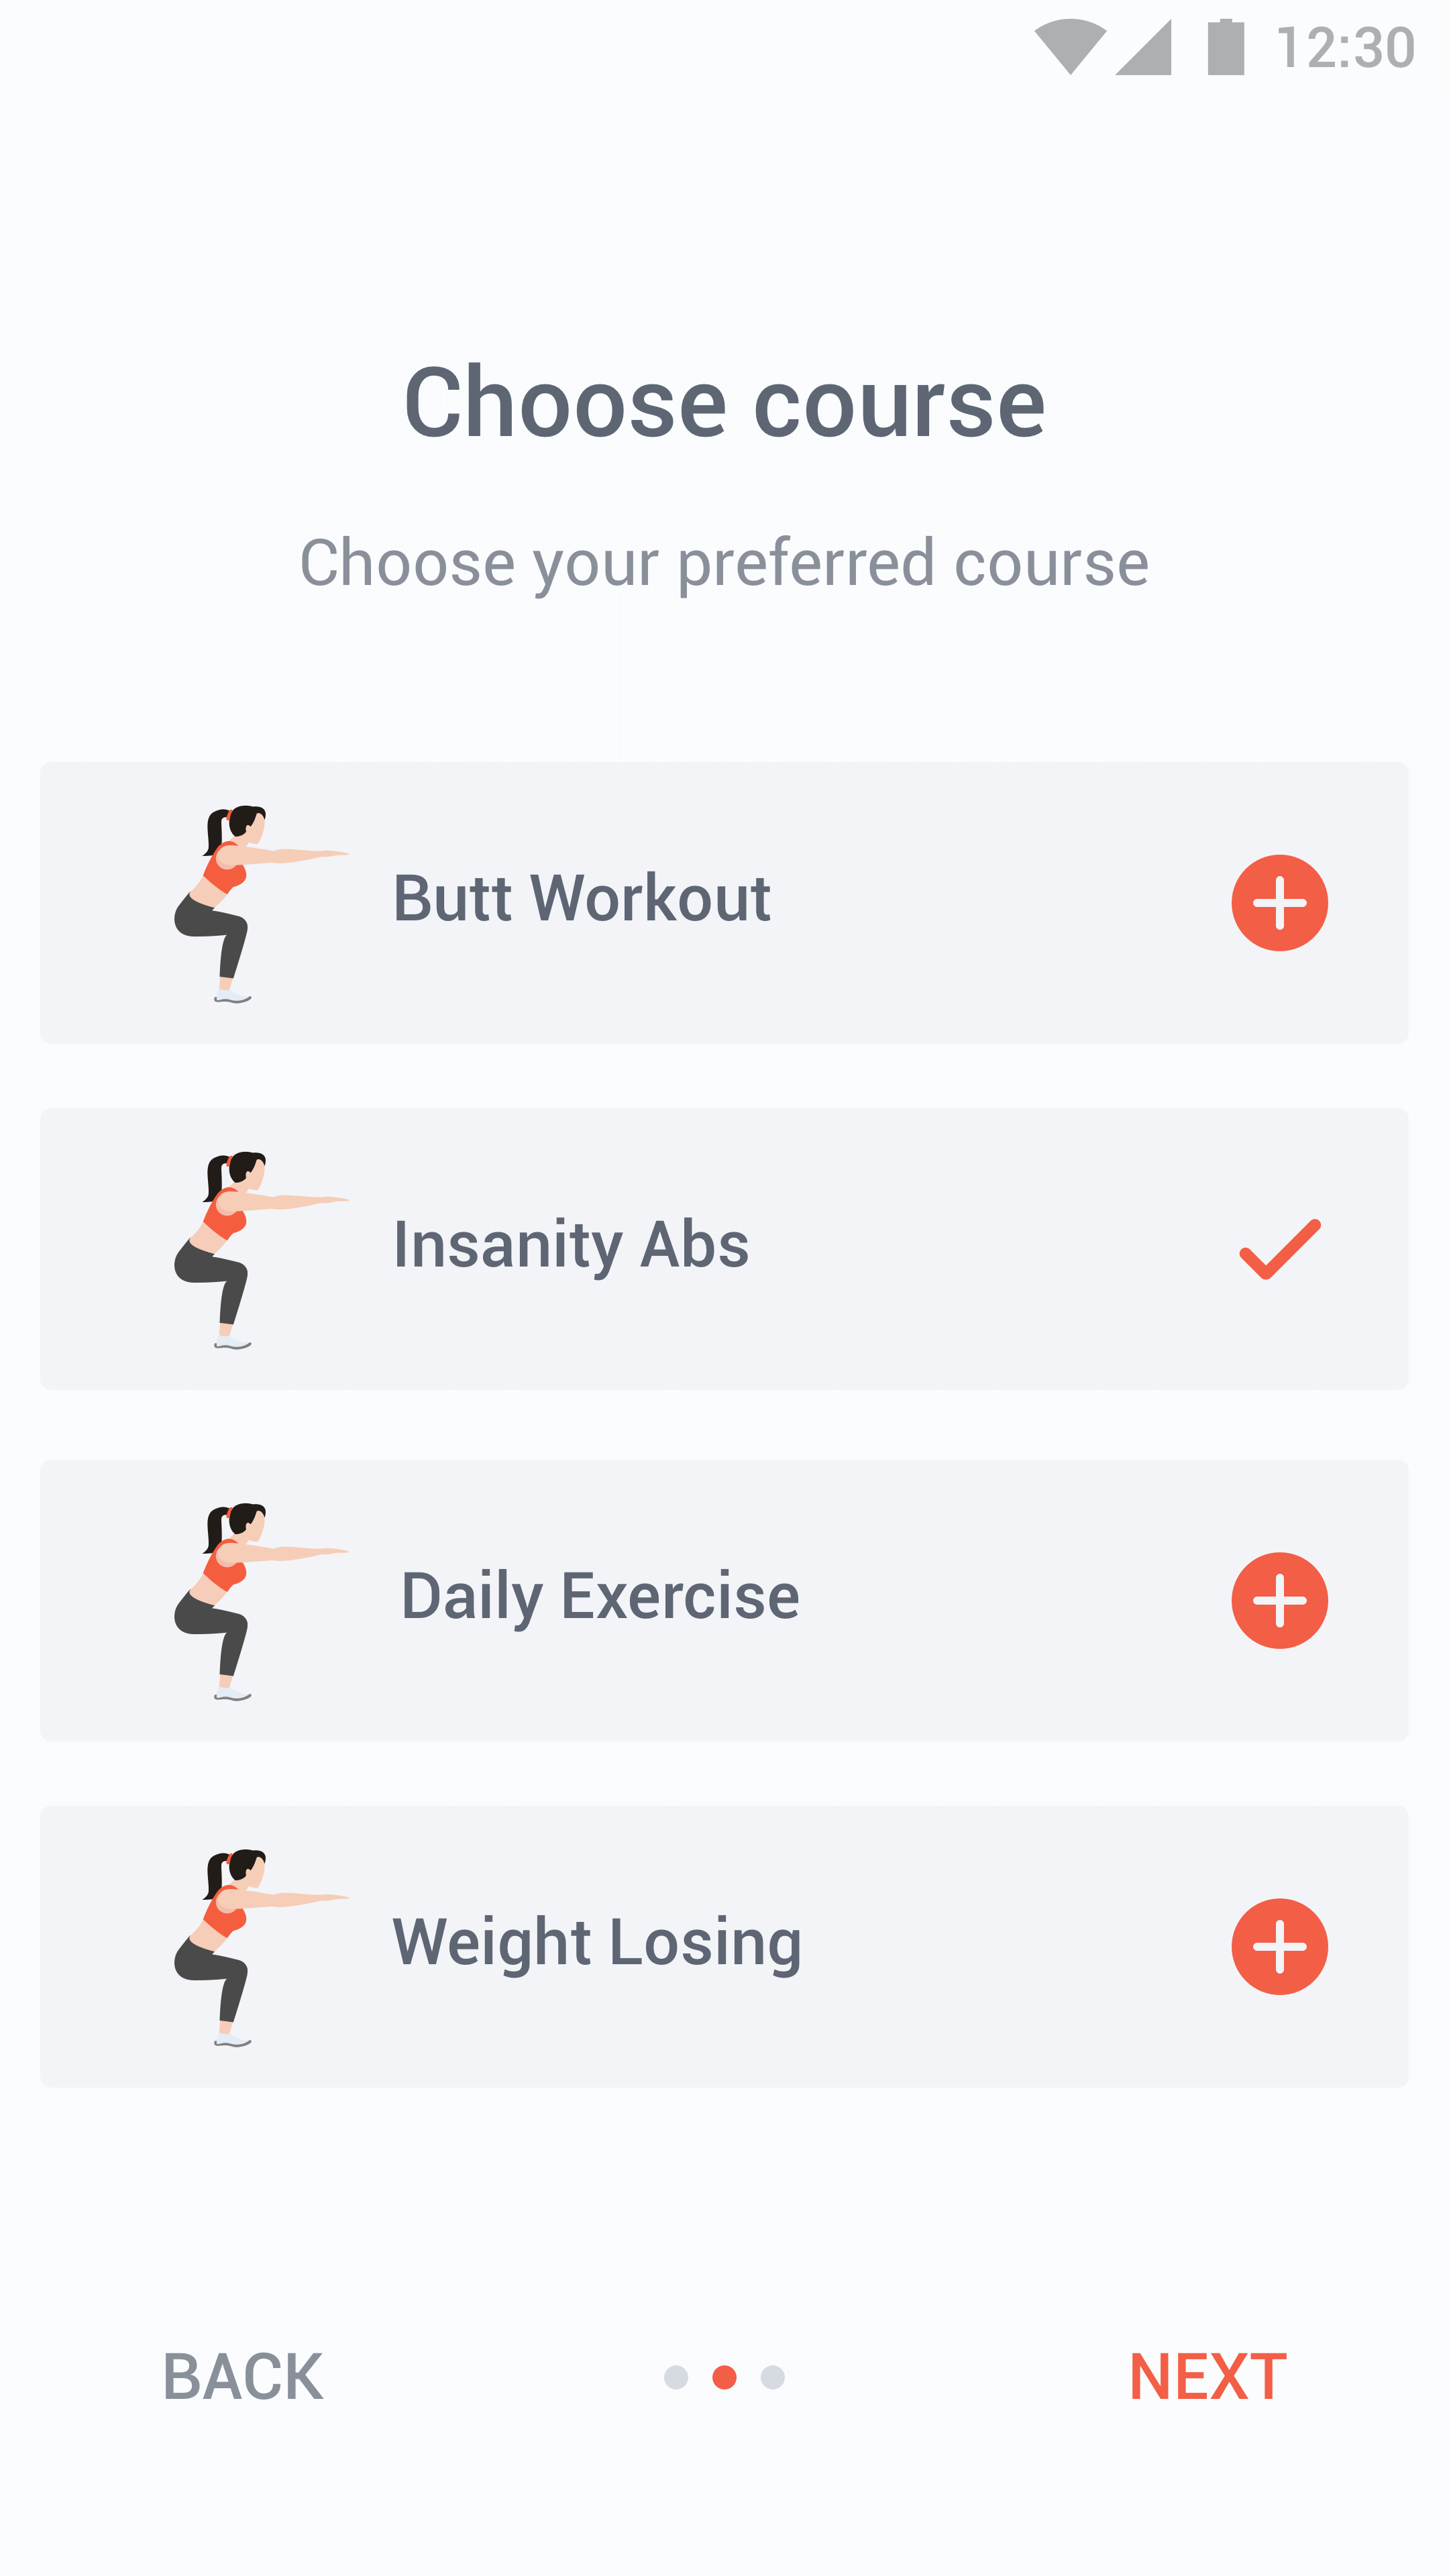 12:30
Choose course
Choose your preferred course
Butt Workout
Insanity Abs
Daily Exercise
Weight Losing
BACK
NEXT